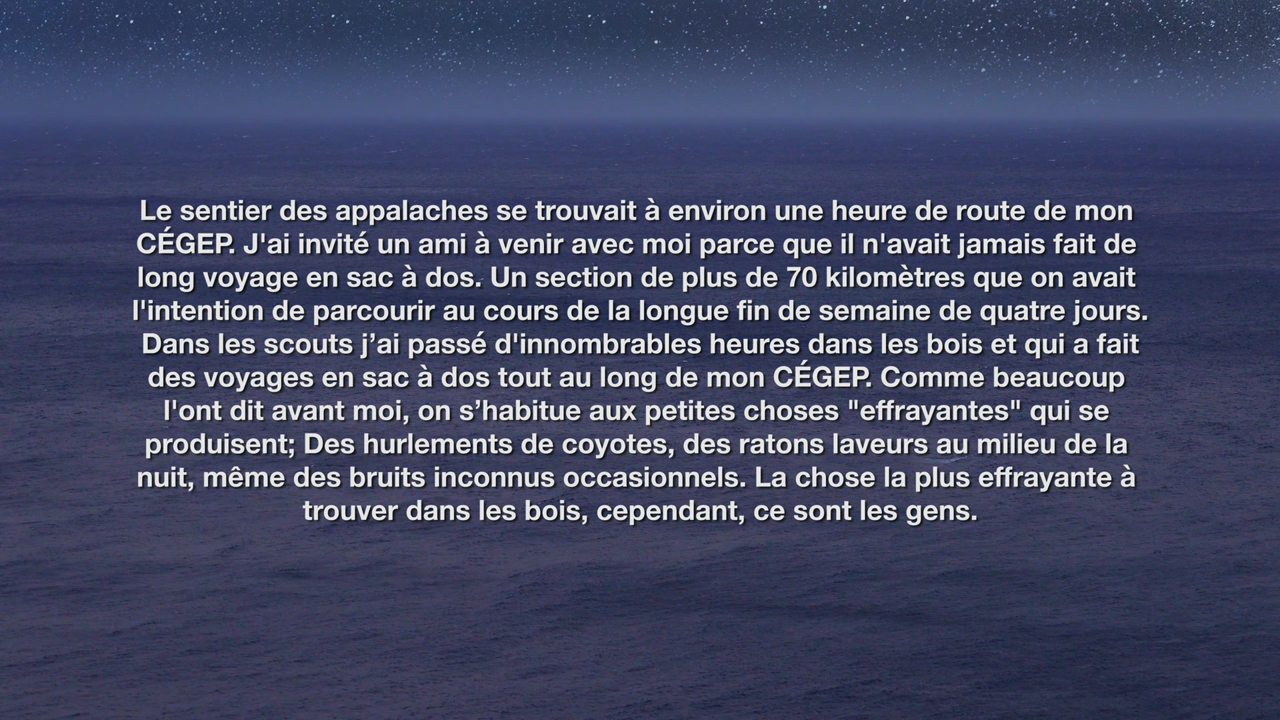 Le sentier des appalaches se trouvait à environ une heure de route de mon
CÉGEP. J'ai invité un ami à venir avec moi parce que il n'avait jamais fait de
long voyage en sac à dos. Un section de plus de 70 kilomètres que on avait
l'intention de parcourir au cours de la longue fin de semaine de quatre jours.
Dans les scouts j’ai passé d'innombrables heures dans les bois et qui a fait
des voyages en sac à dos tout au long de mon CÉGEP. Comme beaucoup
l'ont dit avant moi, on s’habitue aux petites choses "effrayantes" qui se
produisent; Des hurlements de coyotes, des ratons laveurs au milieu de la
nuit, même des bruits inconnus occasionnels. La chose la plus effrayante à
trouver dans les bois, cependant, ce sont les gens.